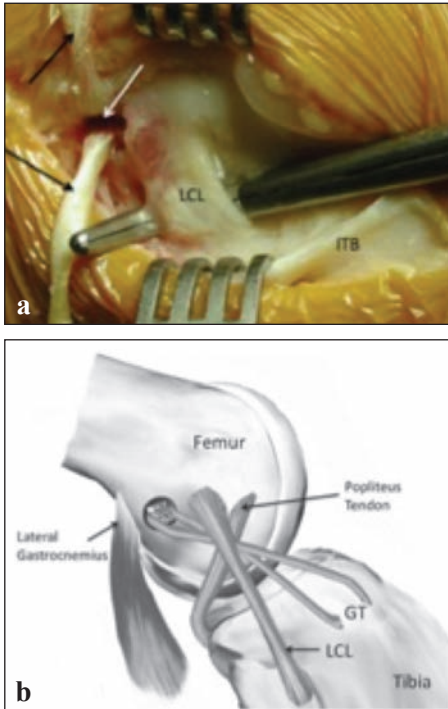 LCL
ITB
a
Femur
Popliteus
Tendon
Lateral
Gastrocnemius
GT
LCL
Tibia
b